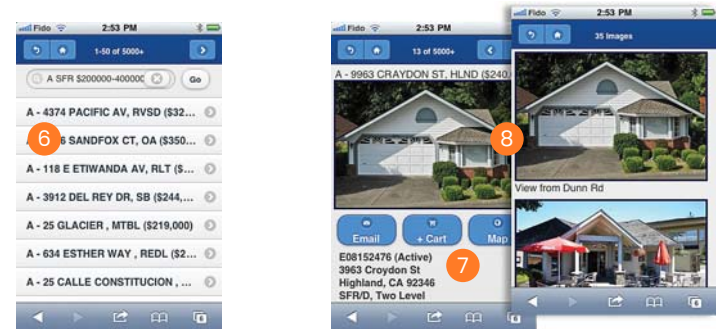 Fido 2:53 PM
1-50 of 5000+
A SFR $200000-40000 Go
A - 4374 PACIFIC AV, RVSD ($32...
6 SANDFOX CT, OA ($350...
A - 118 E ETIWANDA AV, RLT ($...
A - 3912 DEL REY DR, SB ($244,...
A - 25 GLACIER , MTBL ($219,000)
A - 634 ESTHER WAY , REDL ($2...
A - 25 CALLE CONSTITUCION , ...
6
6
Fido 2:53 PM
13 of 5000+
A - 9963 CRAYDON ST, HLND ($240,
Email + Cart Map
E08152476 (Active)
3963 Croydon St
Highland, CA 92346
SFR/D, Two Level
7
Fido 2:53 PM
35 Images
8
View from Dunn Rd
6